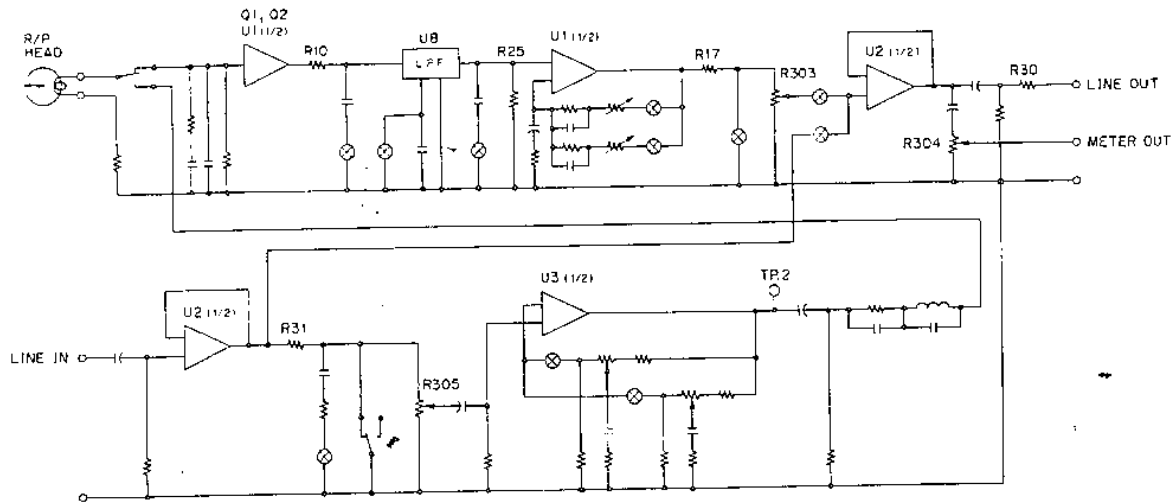 R/P
HEAD
Q1, Q2
U1 (1/2)
R10
U8
LPF
R25
U1 (1/2)
R17
R303
U2 (1/2)
R30
LINE OUT
R304
METER OUT
LINE IN
U2 (1/2)
R31
R305
U3 (1/2)
TP.2